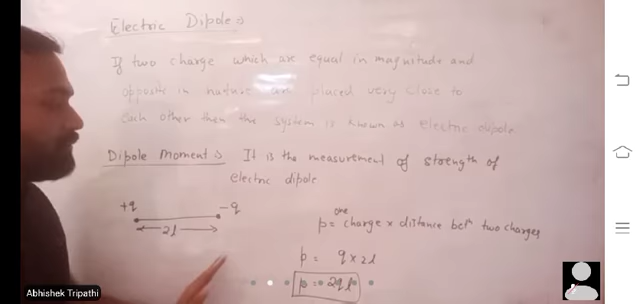 Electric Dipole ⇒
If two charge which are equal in magnitude and
opposite in nature are placed very close to
each other then the system is known as electric dipole
Dipole Moment ⇒ It is the measurement of strength of
electric dipole
+q -q
2l
one
p = charge × distance betⁿ two charges
p = q × 2l
p = 2ql
Abhishek Tripathi